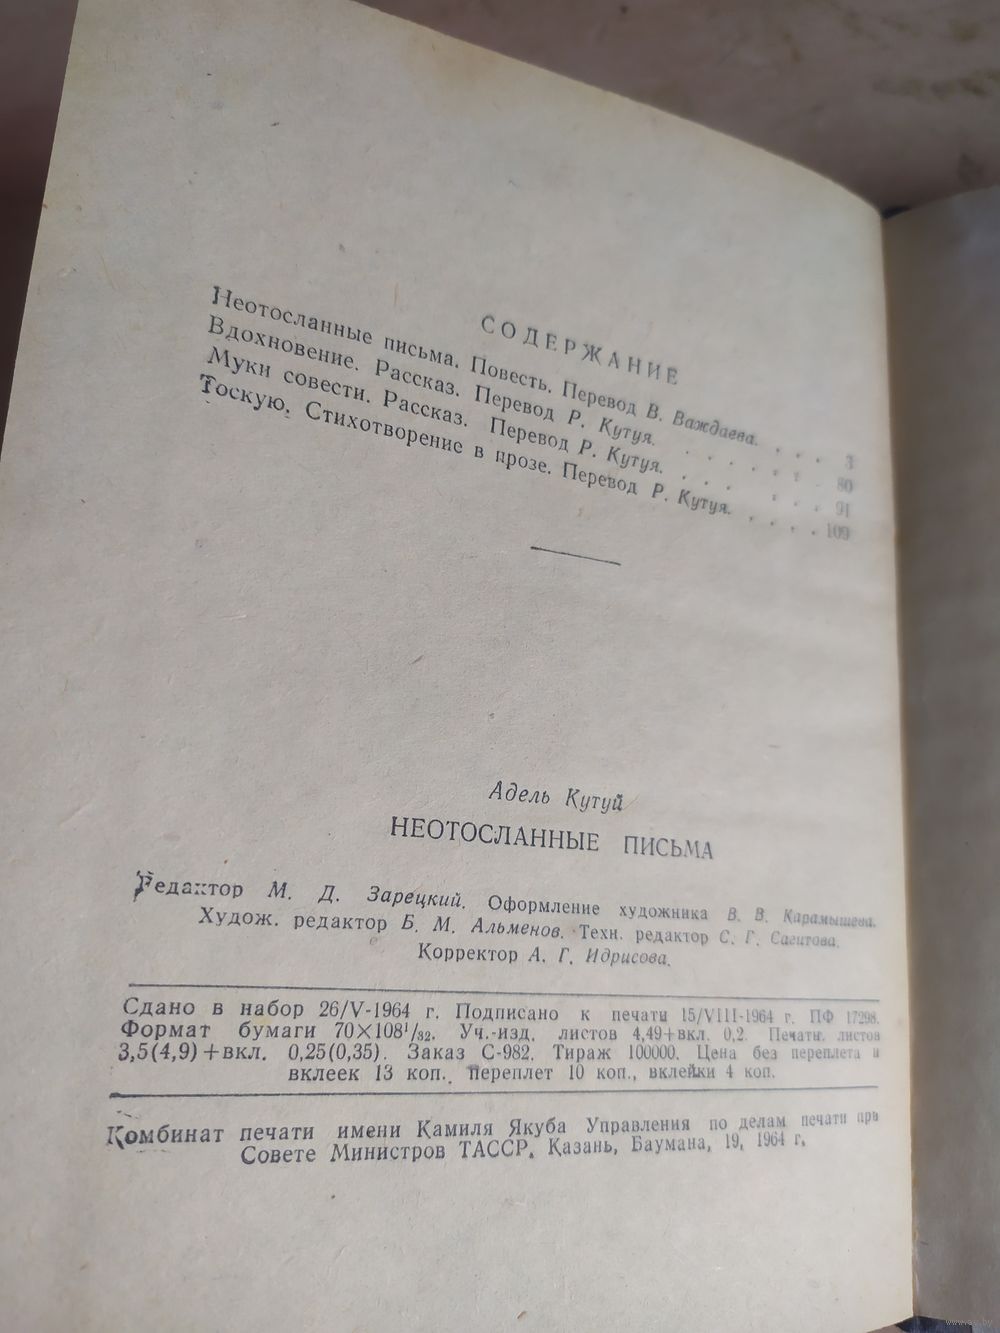 СОДЕРЖАНИЕ
Неотосланные письма. Повесть. Перевод В. Важдаева. . . . 3
Вдохновение. Рассказ. Перевод Р. Кутуя. . . . . . . 80
Муки совести. Рассказ. Перевод Р. Кутуя. . . . . . . 91
Тоскую. Стихотворение в прозе. Перевод Р. Кутуя. . . . . 109
Адель Кутуй
НЕОТОСЛАННЫЕ ПИСЬМА
Редактор М. Д. Зарецкий. Оформление художника В. В. Карамышева.
Худож. редактор Б. М. Альменов. Техн. редактор С. Г. Сагитова.
Корректор А. Г. Идрисова.
Сдано в набор 26/V-1964 г. Подписано к печати 15/VIII-1964 г. ПФ 17298.
Формат бумаги 70×108¹/₃₂. Уч.-изд. листов 4,49+вкл. 0,2. Печатн. листов
3,5(4,9)+вкл. 0,25(0,35). Заказ С-982. Тираж 100000. Цена без переплета и
вклеек 13 коп., переплет 10 коп., вклейки 4 коп.
Комбинат печати имени Камиля Якуба Управления по делам печати при
Совете Министров ТАССР. Казань, Баумана, 19, 1964 г.
www.ay.by